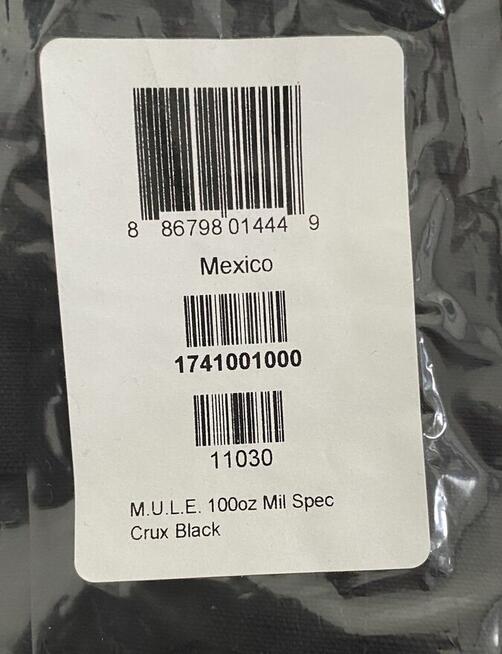 8 86798 01444 9
Mexico
1741001000
11030
M.U.L.E. 100oz Mil Spec
Crux Black